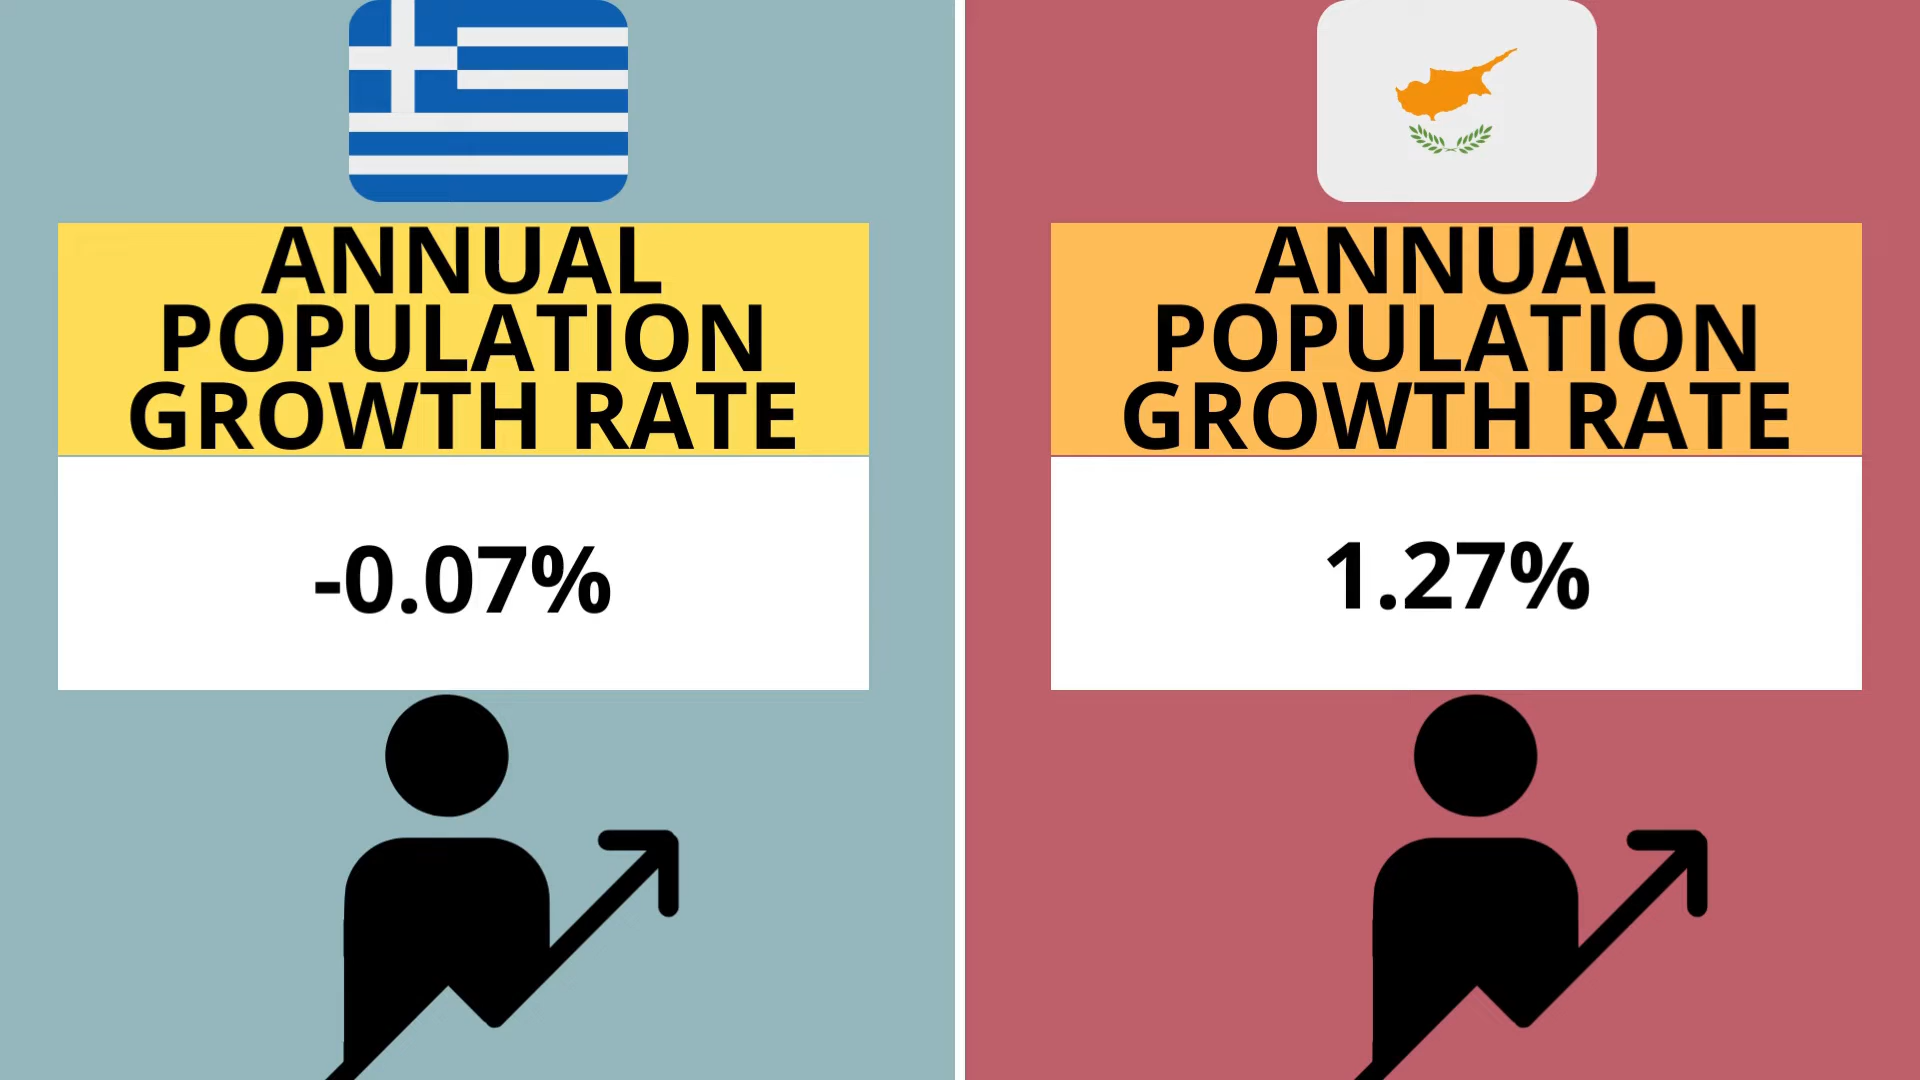 ANNUAL
POPULATION
GROWTH RATE
-0.07%
ANNUAL
POPULATION
GROWTH RATE
1.27%